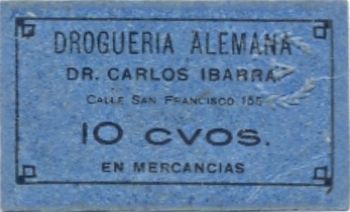 DROGUERIA ALEMANA
DR. CARLOS IBARRA
CALLE SAN FRANCISCO 155
10 CVOS.
EN MERCANCIAS